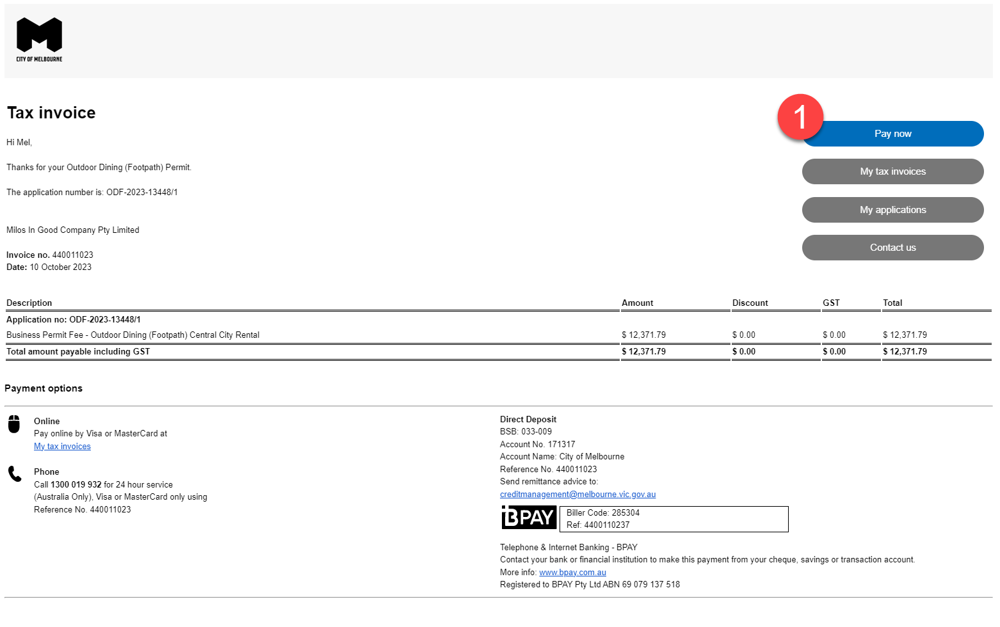 CITY OF MELBOURNE
Tax invoice
1
Pay now
Hi Mel,
Thanks for your Outdoor Dining (Footpath) Permit.
My tax invoices
The application number is: ODF-2023-13448/1
My applications
Milos In Good Company Pty Limited
Contact us
Invoice no. 440011023
Date: 10 October 2023
Description Amount Discount GST Total
Application no: ODF-2023-13448/1
Business Permit Fee - Outdoor Dining (Footpath) Central City Rental $ 12,371.79 $ 0.00 $ 0.00 $ 12,371.79
Total amount payable including GST $ 12,371.79 $ 0.00 $ 0.00 $ 12,371.79
Payment options
Online
Pay online by Visa or MasterCard at
My tax invoices
Phone
Call 1300 019 932 for 24 hour service
(Australia Only), Visa or MasterCard only using
Reference No. 440011023
Direct Deposit
BSB: 033-009
Account No. 171317
Account Name: City of Melbourne
Reference No. 440011023
Send remittance advice to:
creditmanagement@melbourne.vic.gov.au
BPAY
Biller Code: 285304
Ref: 4400110237
Telephone & Internet Banking - BPAY
Contact your bank or financial institution to make this payment from your cheque, savings or transaction account.
More info: www.bpay.com.au
Registered to BPAY Pty Ltd ABN 69 079 137 518